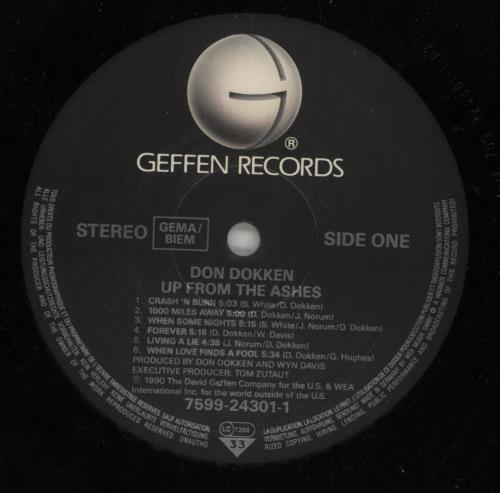 GEFFEN RECORDS
®
STEREO
GEMA/
BIEM
SIDE ONE
DON DOKKEN
UP FROM THE ASHES
1. CRASH 'N BURN 5:03 (B. White/D. Dokken)
2. 1000 MILES AWAY 5:00 (D. Dokken/J. Norum)
3. WHEN SOME NIGHTS 5:15 (B. White/J. Norum/D. Dokken)
4. FOREVER 5:16 (D. Dokken/W. Davis)
5. LIVING A LIE 4:38 (J. Norum/D. Dokken)
6. WHEN LOVE FINDS A FOOL 5:34 (D. Dokken/G. Hughes)
PRODUCED BY DON DOKKEN AND WYN DAVIS
EXECUTIVE PRODUCER: TOM ZUTAUT
℗ 1990 The David Geffen Company for the U.S. & WEA
International Inc. for the world outside of the U.S.
7599-24301-1
LC 7266
33